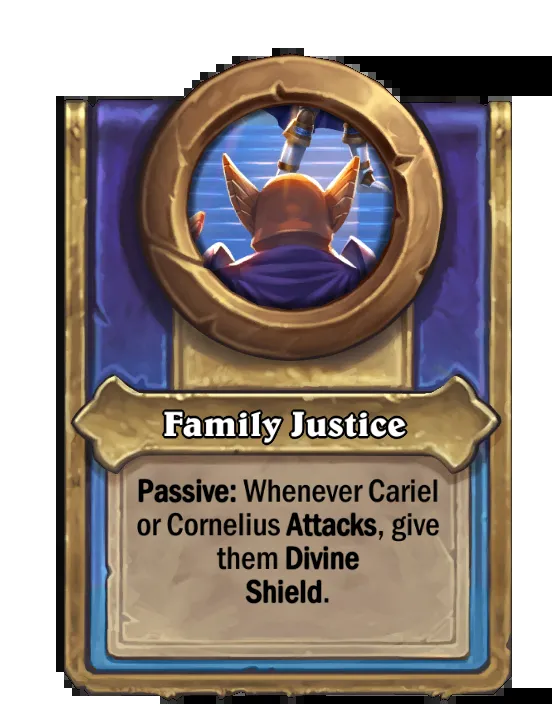 Family Justice
Passive: Whenever Cariel
or Cornelius Attacks, give
them Divine
Shield.